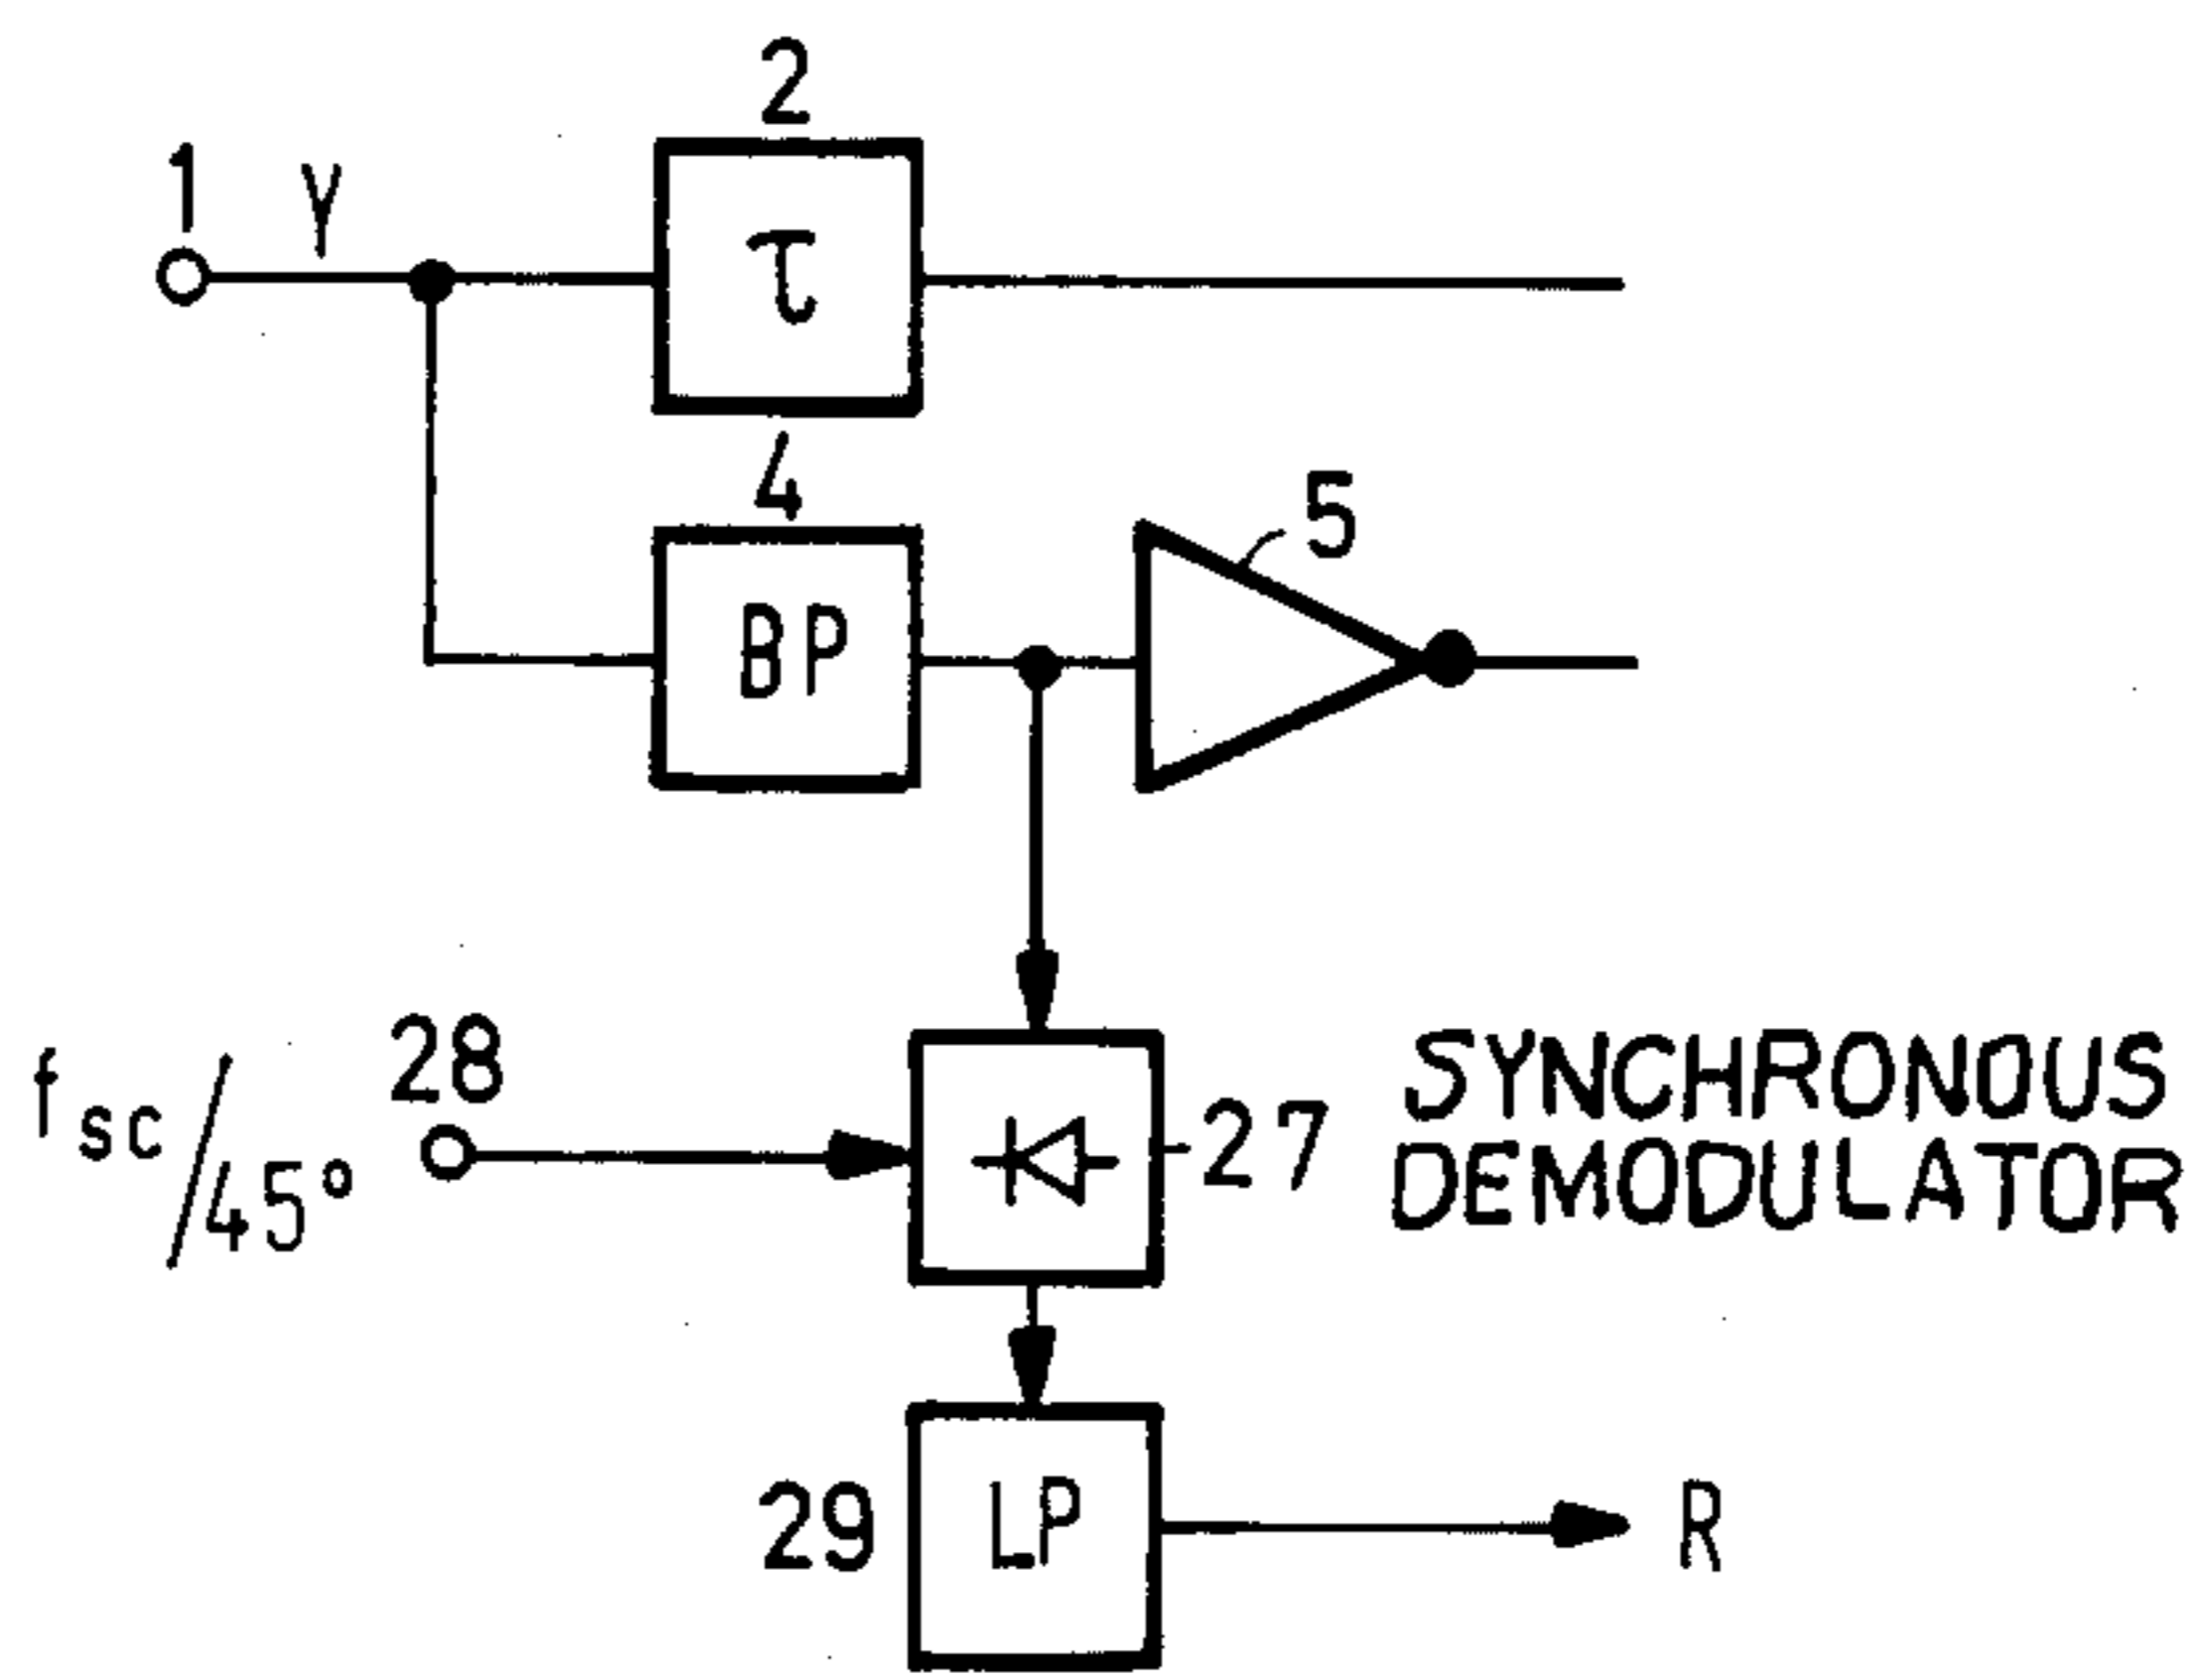 2
1 Y
τ
4
5
BP
28
fsc/45°
27
SYNCHRONOUS
DEMODULATOR
29
LP
R